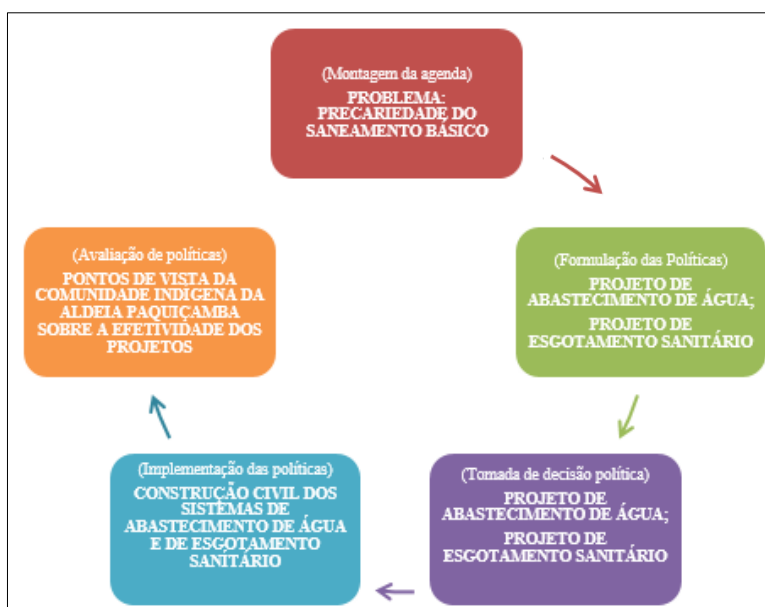 (Montagem da agenda)
PROBLEMA:
PRECARIEDADE DO
SANEAMENTO BÁSICO
(Formulação das Políticas)
PROJETO DE
ABASTECIMENTO DE ÁGUA;
PROJETO DE
ESGOTAMENTO SANITÁRIO
(Tomada de decisão política)
PROJETO DE
ABASTECIMENTO DE ÁGUA;
PROJETO DE
ESGOTAMENTO SANITÁRIO
(Implementação das políticas)
CONSTRUÇÃO CIVIL DOS
SISTEMAS DE
ABASTECIMENTO DE ÁGUA
E DE ESGOTAMENTO
SANITÁRIO
(Avaliação de políticas)
PONTOS DE VISTA DA
COMUNIDADE INDIGENA DA
ALDEIA PAQUIÇAMBA
SOBRE A EFETIVIDADE DOS
PROJETOS